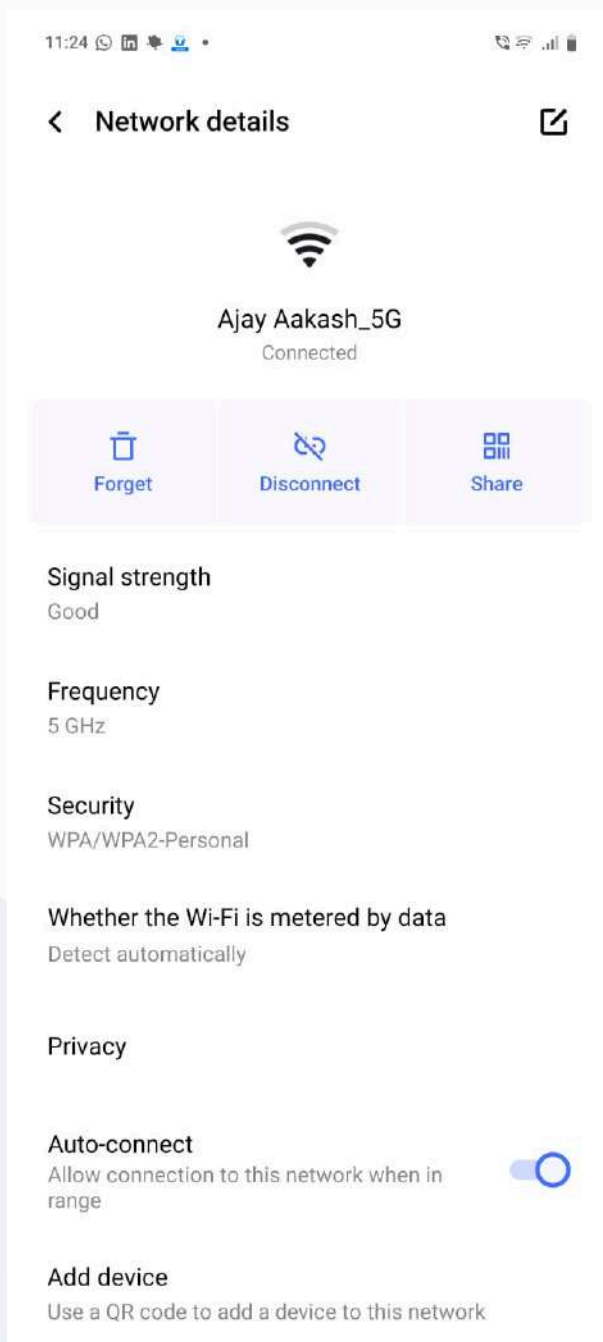 11:24
Network details
Ajay Aakash_5G
Connected
Forget
Disconnect
Share
Signal strength
Good
Frequency
5 GHz
Security
WPA/WPA2-Personal
Whether the Wi-Fi is metered by data
Detect automatically
Privacy
Auto-connect
Allow connection to this network when in
range
Add device
Use a QR code to add a device to this network